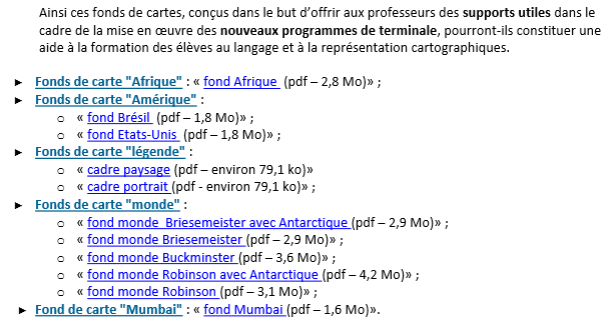 Ainsi ces fonds de cartes, conçus dans le but d'offrir aux professeurs des supports utiles dans le
cadre de la mise en œuvre des nouveaux programmes de terminale, pourront-ils constituer une
aide à la formation des élèves au langage et à la représentation cartographiques.
► Fonds de carte "Afrique" : « fond Afrique (pdf – 2,8 Mo)» ;
► Fonds de carte "Amérique" :
o « fond Brésil (pdf – 1,8 Mo)» ;
o « fond Etats-Unis (pdf – 1,8 Mo)» ;
► Fonds de carte "légende" :
o « cadre paysage (pdf – environ 79,1 ko)»
o « cadre portrait (pdf - environ 79,1 ko)» ;
► Fonds de carte "monde" :
o « fond monde Briesemeister avec Antarctique (pdf – 2,9 Mo)» ;
o « fond monde Briesemeister (pdf – 2,9 Mo)» ;
o « fond monde Buckminster (pdf – 3,6 Mo)» ;
o « fond monde Robinson avec Antarctique (pdf – 4,2 Mo)» ;
o « fond monde Robinson (pdf – 3,1 Mo)» ;
► Fond de carte "Mumbai" : « fond Mumbai (pdf – 1,6 Mo)».